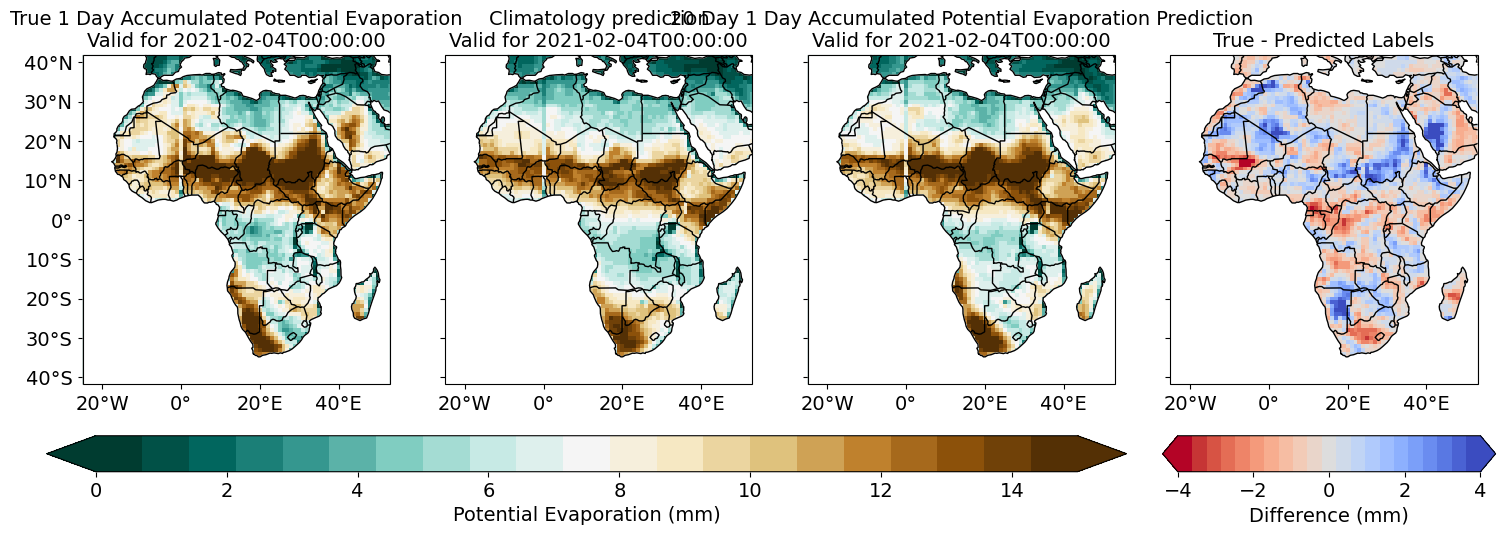 True 1 Day Accumulated Potential Evaporation
Valid for 2021-02-04T00:00:00
Climatology prediction
Valid for 2021-02-04T00:00:00
20 Day 1 Day Accumulated Potential Evaporation Prediction
Valid for 2021-02-04T00:00:00
True - Predicted Labels
40°N
30°N
20°N
10°N
0°
10°S
20°S
30°S
40°S
20°W 0° 20°E 40°E
20°W 0° 20°E 40°E
20°W 0° 20°E 40°E
20°W 0° 20°E 40°E
0 2 4 6 8 10 12 14
Potential Evaporation (mm)
−4 −2 0 2 4
Difference (mm)